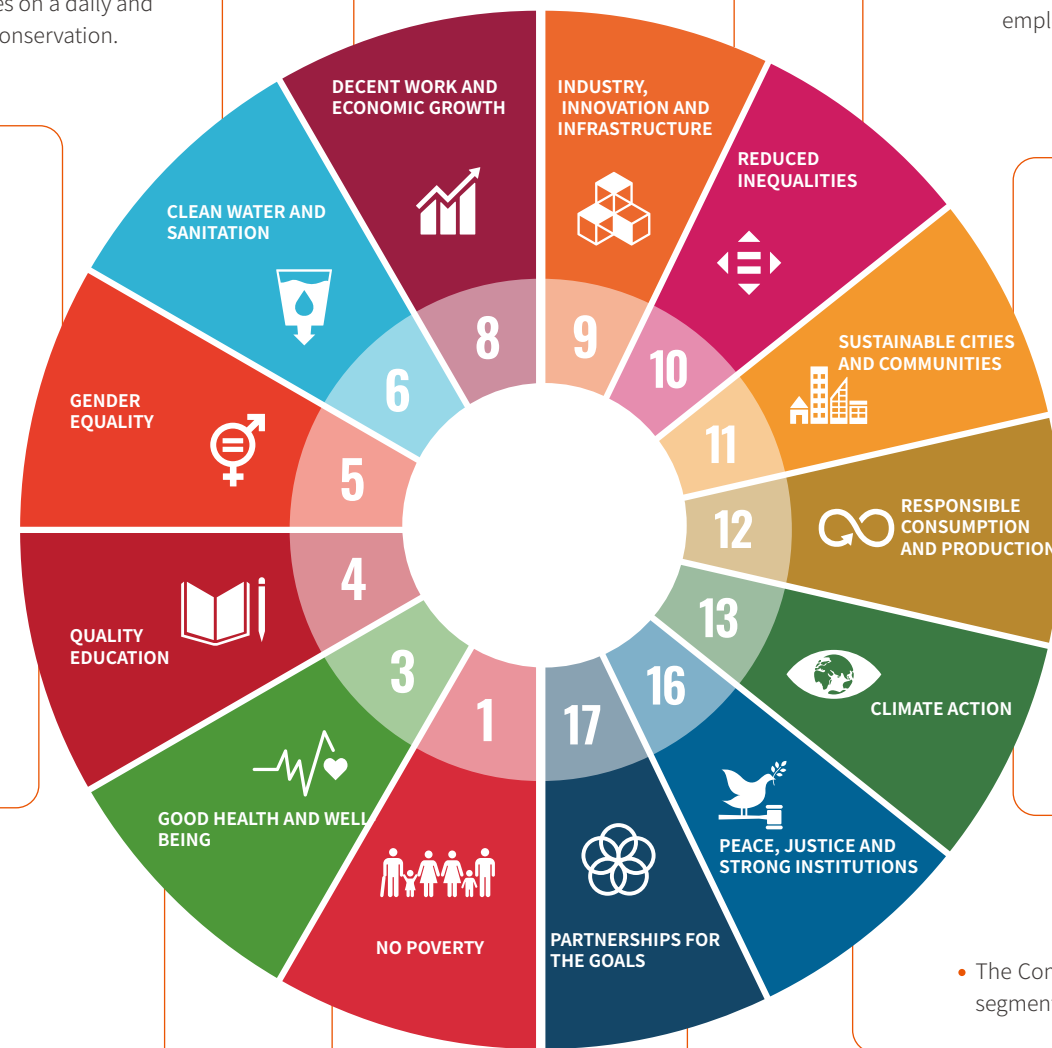 es on a daily and
onservation.
empl
DECENT WORK AND
ECONOMIC GROWTH
8
INDUSTRY,
INNOVATION AND
INFRASTRUCTURE
9
REDUCED
INEQUALITIES
10
SUSTAINABLE CITIES
AND COMMUNITIES
11
RESPONSIBLE
CONSUMPTION
AND PRODUCTION
12
13
CLIMATE ACTION
16
PEACE, JUSTICE AND
STRONG INSTITUTIONS
17
PARTNERSHIPS FOR
THE GOALS
1
NO POVERTY
3
GOOD HEALTH AND WELL
BEING
4
QUALITY
EDUCATION
5
GENDER
EQUALITY
6
CLEAN WATER AND
SANITATION
• The Cor
segment